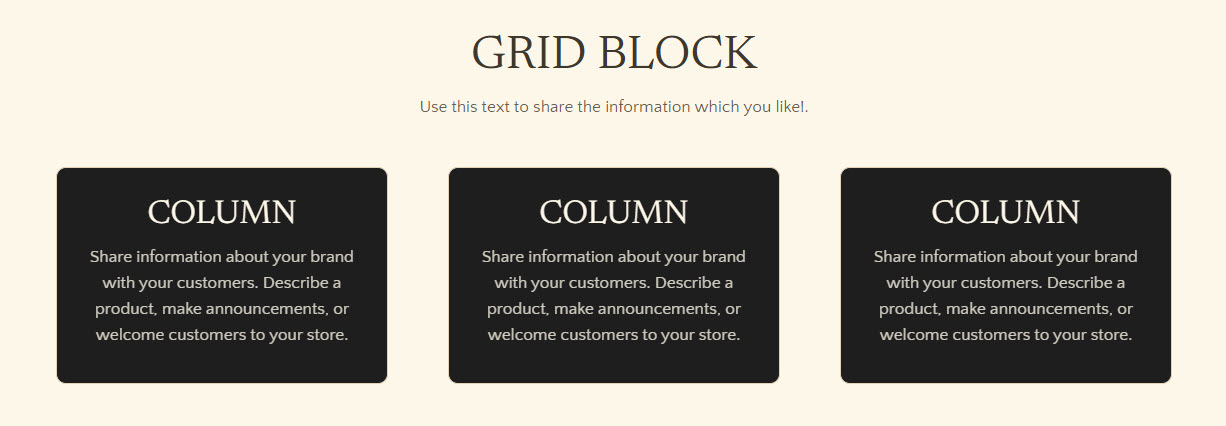 GRID BLOCK
Use this text to share the information which you like!.
COLUMN
Share information about your brand
with your customers. Describe a
product, make announcements, or
welcome customers to your store.
COLUMN
Share information about your brand
with your customers. Describe a
product, make announcements, or
welcome customers to your store.
COLUMN
Share information about your brand
with your customers. Describe a
product, make announcements, or
welcome customers to your store.